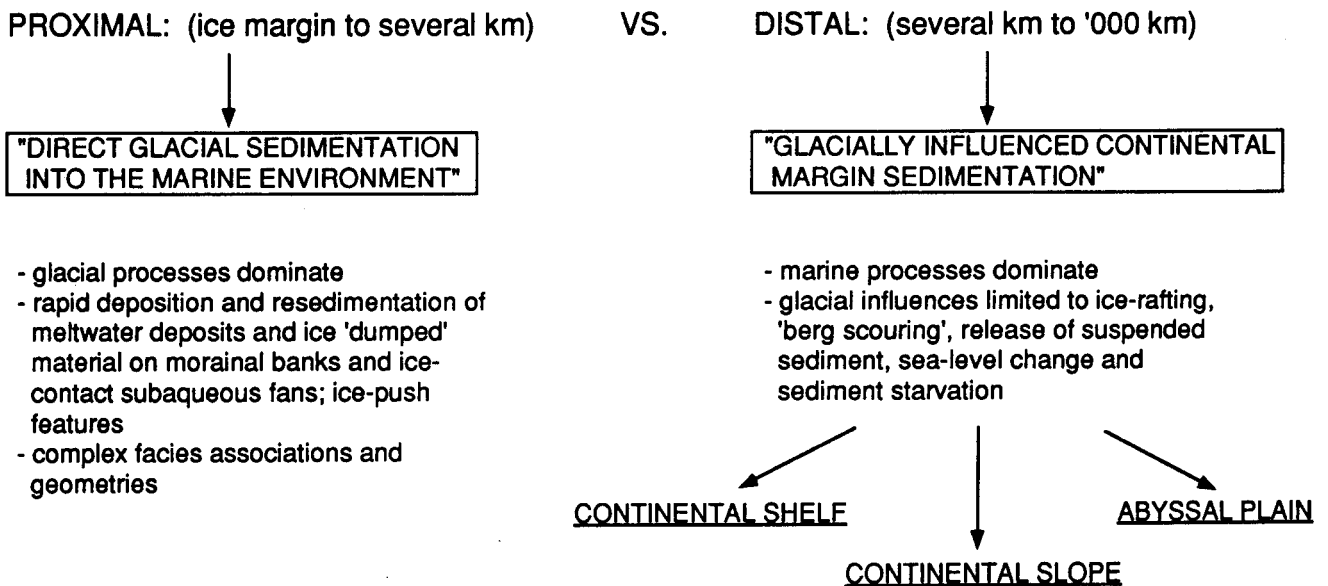 PROXIMAL: (ice margin to several km) VS. DISTAL: (several km to '000 km)
"DIRECT GLACIAL SEDIMENTATION
INTO THE MARINE ENVIRONMENT"
- glacial processes dominate
- rapid deposition and resedimentation of
meltwater deposits and ice 'dumped'
material on morainal banks and ice-
contact subaqueous fans; ice-push
features
- complex facies associations and
geometries
"GLACIALLY INFLUENCED CONTINENTAL
MARGIN SEDIMENTATION"
- marine processes dominate
- glacial influences limited to ice-rafting,
'berg scouring', release of suspended
sediment, sea-level change and
sediment starvation
CONTINENTAL SHELF
CONTINENTAL SLOPE
ABYSSAL PLAIN